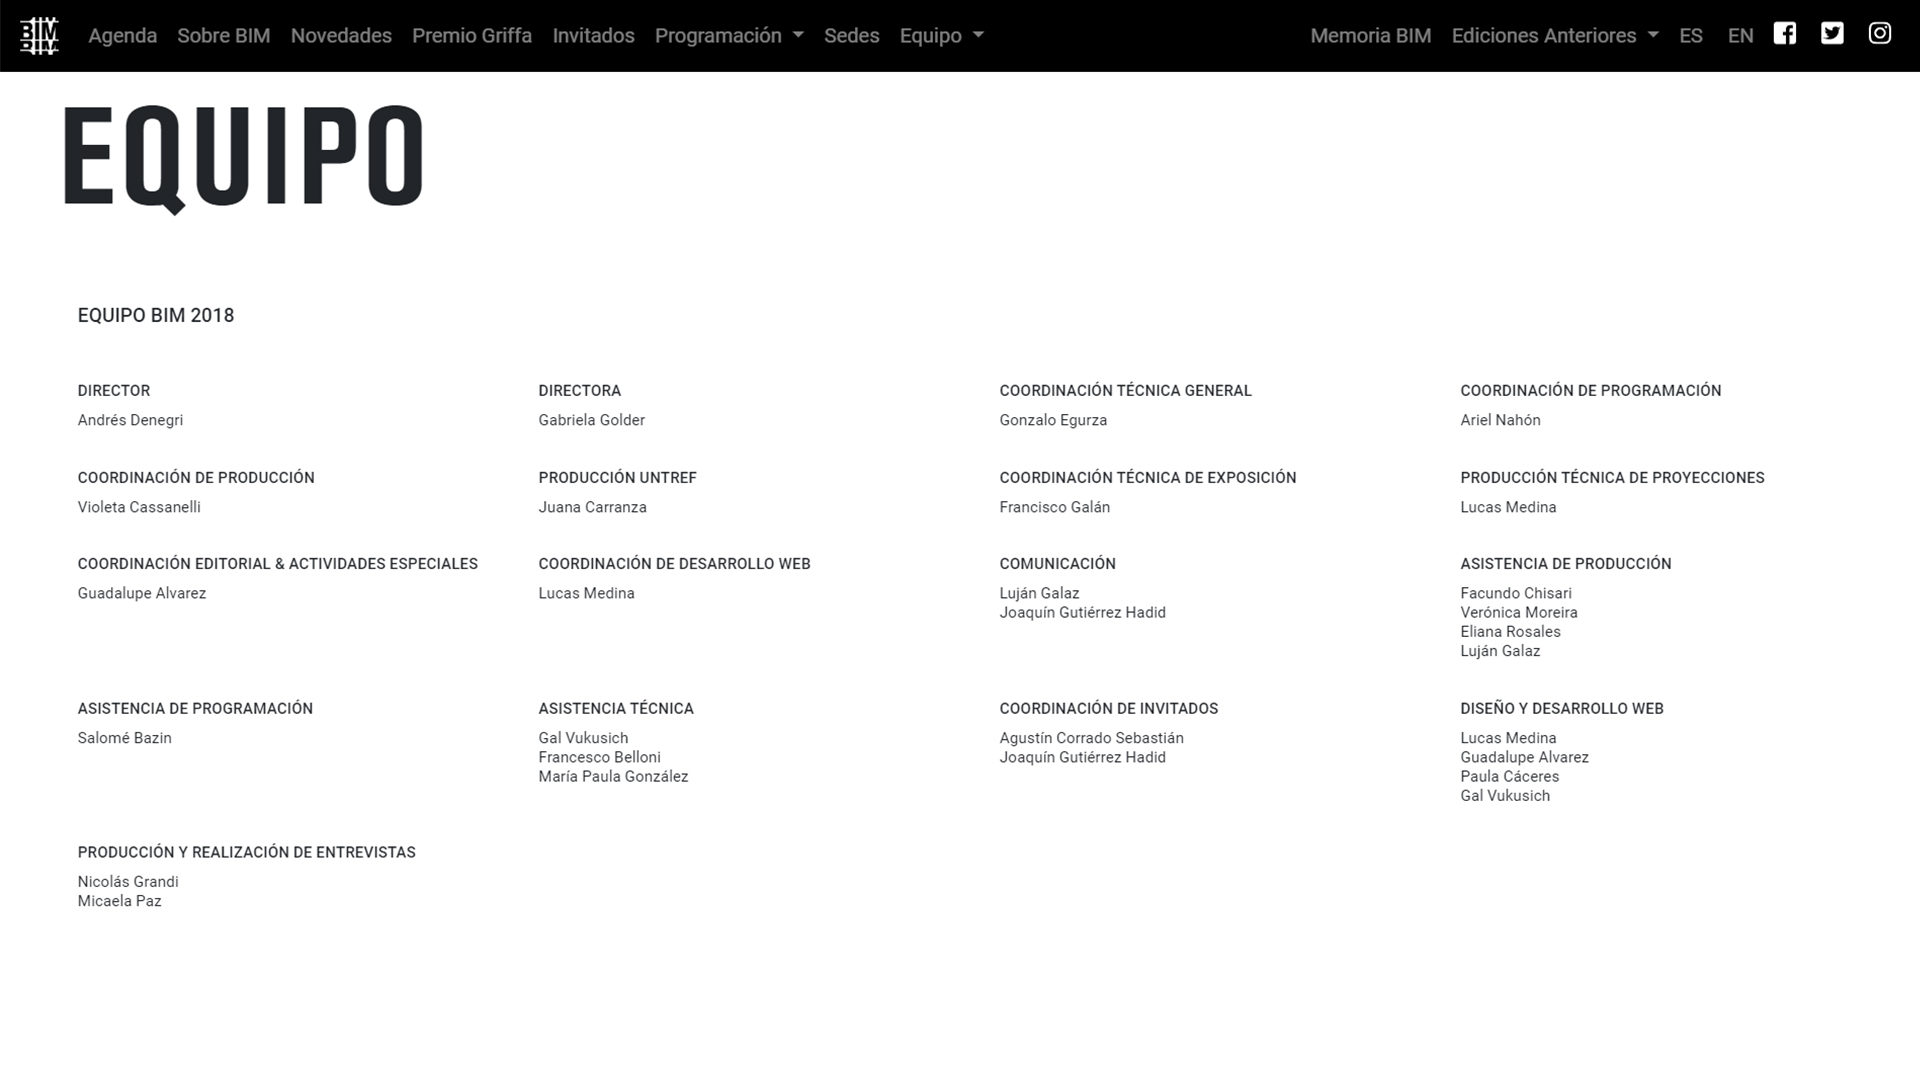 BIM
BIM
Agenda Sobre BIM Novedades Premio Griffa Invitados Programación Sedes Equipo Memoria BIM Ediciones Anteriores ES EN
EQUIPO
EQUIPO BIM 2018
DIRECTOR
Andrés Denegri
DIRECTORA
Gabriela Golder
COORDINACIÓN TÉCNICA GENERAL
Gonzalo Egurza
COORDINACIÓN DE PROGRAMACIÓN
Ariel Nahón
COORDINACIÓN DE PRODUCCIÓN
Violeta Cassanelli
PRODUCCIÓN UNTREF
Juana Carranza
COORDINACIÓN TÉCNICA DE EXPOSICIÓN
Francisco Galán
PRODUCCIÓN TÉCNICA DE PROYECCIONES
Lucas Medina
COORDINACIÓN EDITORIAL & ACTIVIDADES ESPECIALES
Guadalupe Alvarez
COORDINACIÓN DE DESARROLLO WEB
Lucas Medina
COMUNICACIÓN
Luján Galaz
Joaquín Gutiérrez Hadid
ASISTENCIA DE PRODUCCIÓN
Facundo Chisari
Verónica Moreira
Eliana Rosales
Luján Galaz
ASISTENCIA DE PROGRAMACIÓN
Salomé Bazin
ASISTENCIA TÉCNICA
Gal Vukusich
Francesco Belloni
María Paula González
COORDINACIÓN DE INVITADOS
Agustín Corrado Sebastián
Joaquín Gutiérrez Hadid
DISEÑO Y DESARROLLO WEB
Lucas Medina
Guadalupe Alvarez
Paula Cáceres
Gal Vukusich
PRODUCCIÓN Y REALIZACIÓN DE ENTREVISTAS
Nicolás Grandi
Micaela Paz